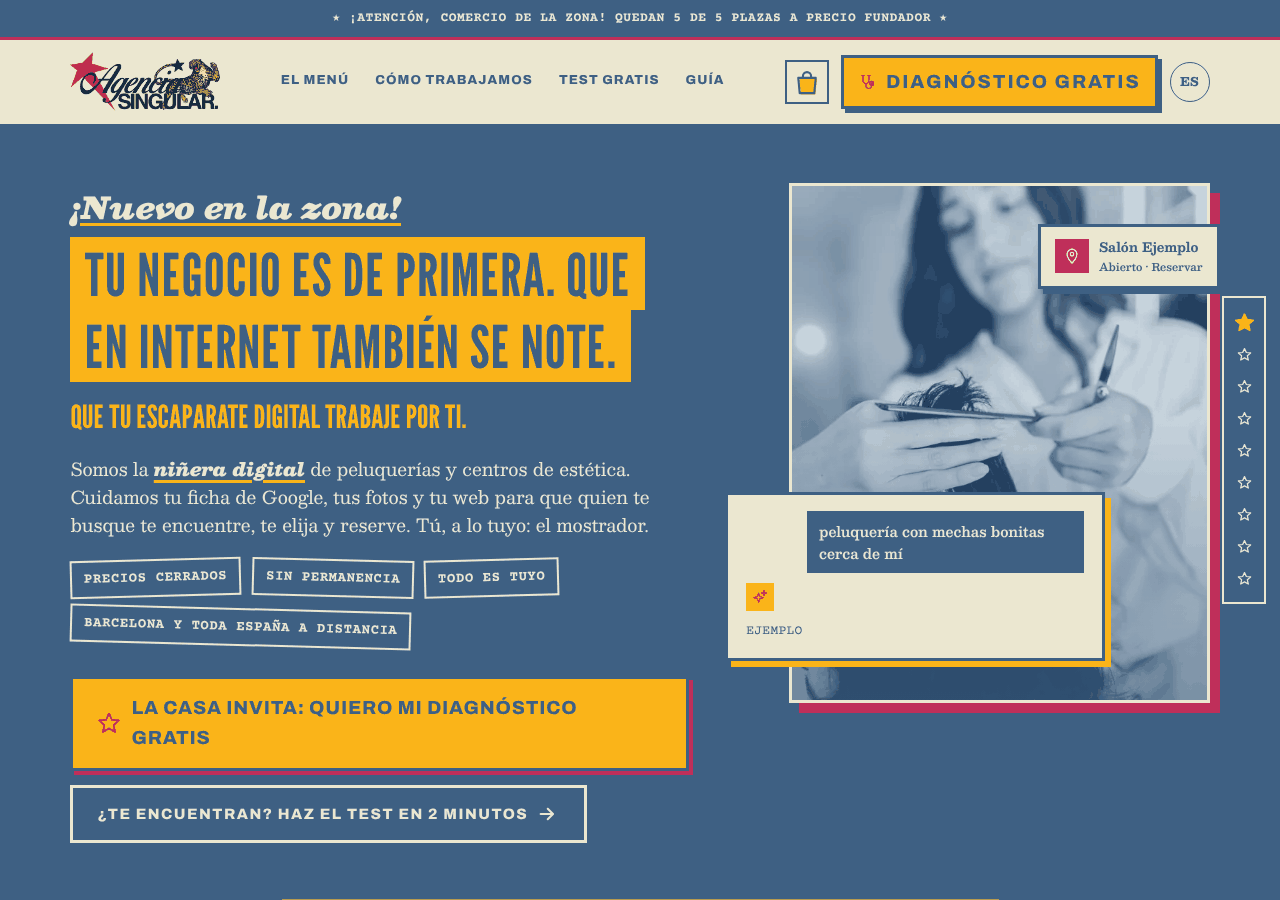 ★ ¡ATENCIÓN, COMERCIO DE LA ZONA! QUEDAN 5 DE 5 PLAZAS A PRECIO FUNDADOR ★
Agencia
SINGULAR.
EL MENÚ
CÓMO TRABAJAMOS
TEST GRATIS
GUÍA
DIAGNÓSTICO GRATIS
ES
¡Nuevo en la zona!
TU NEGOCIO ES DE PRIMERA. QUE
EN INTERNET TAMBIÉN SE NOTE.
QUE TU ESCAPARATE DIGITAL TRABAJE POR TI.
Somos la niñera digital de peluquerías y centros de estética.
Cuidamos tu ficha de Google, tus fotos y tu web para que quien te
busque te encuentre, te elija y reserve. Tú, a lo tuyo: el mostrador.
PRECIOS CERRADOS
SIN PERMANENCIA
TODO ES TUYO
BARCELONA Y TODA ESPAÑA A DISTANCIA
LA CASA INVITA: QUIERO MI DIAGNÓSTICO
GRATIS
¿TE ENCUENTRAN? HAZ EL TEST EN 2 MINUTOS
Salón Ejemplo
Abierto · Reservar
peluquería con mechas bonitas
cerca de mí
EJEMPLO